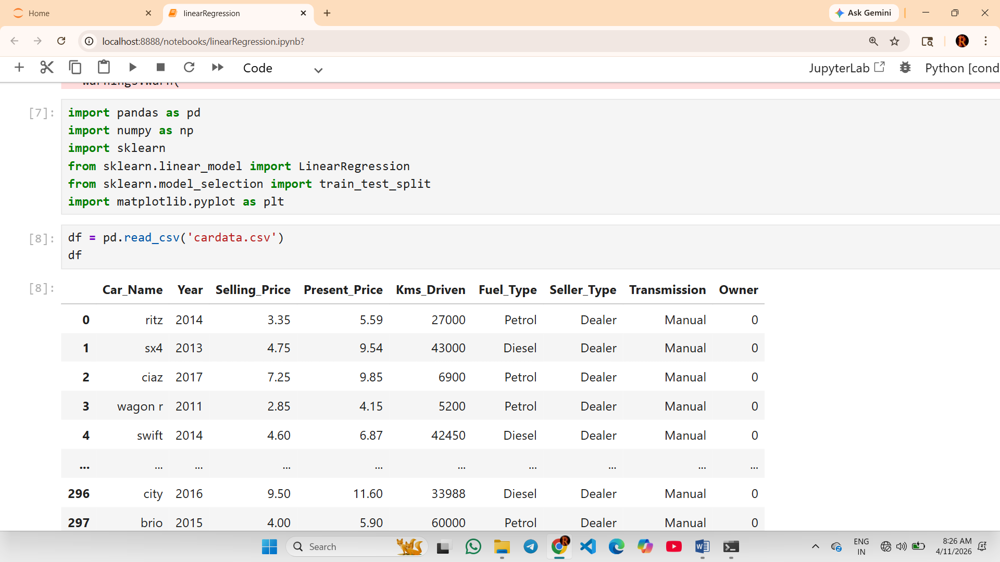 Home
linearRegression
Ask Gemini
localhost:8888/notebooks/linearRegression.ipynb?
Code
JupyterLab
Python [cond
warnings.warn(
[7]:
import pandas as pd
import numpy as np
import sklearn
from sklearn.linear_model import LinearRegression
from sklearn.model_selection import train_test_split
import matplotlib.pyplot as plt
[8]:
df = pd.read_csv('cardata.csv')
df
[8]:
Car_Name Year Selling_Price Present_Price Kms_Driven Fuel_Type Seller_Type Transmission Owner
0 ritz 2014 3.35 5.59 27000 Petrol Dealer Manual 0
1 sx4 2013 4.75 9.54 43000 Diesel Dealer Manual 0
2 ciaz 2017 7.25 9.85 6900 Petrol Dealer Manual 0
3 wagon r 2011 2.85 4.15 5200 Petrol Dealer Manual 0
4 swift 2014 4.60 6.87 42450 Diesel Dealer Manual 0
... ... ... ... ... ... ... ... ... ...
296 city 2016 9.50 11.60 33988 Diesel Dealer Manual 0
297 brio 2015 4.00 5.90 60000 Petrol Dealer Manual 0
Search
ENG
IN
8:26 AM
4/11/2026